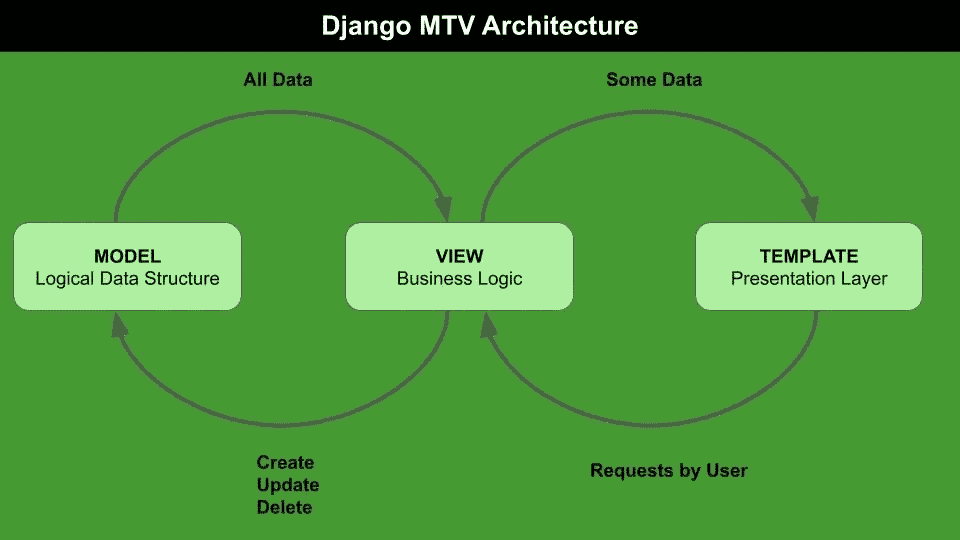 Django MTV Architecture
All Data
Some Data
MODEL
Logical Data Structure
VIEW
Business Logic
TEMPLATE
Presentation Layer
Create
Update
Delete
Requests by User